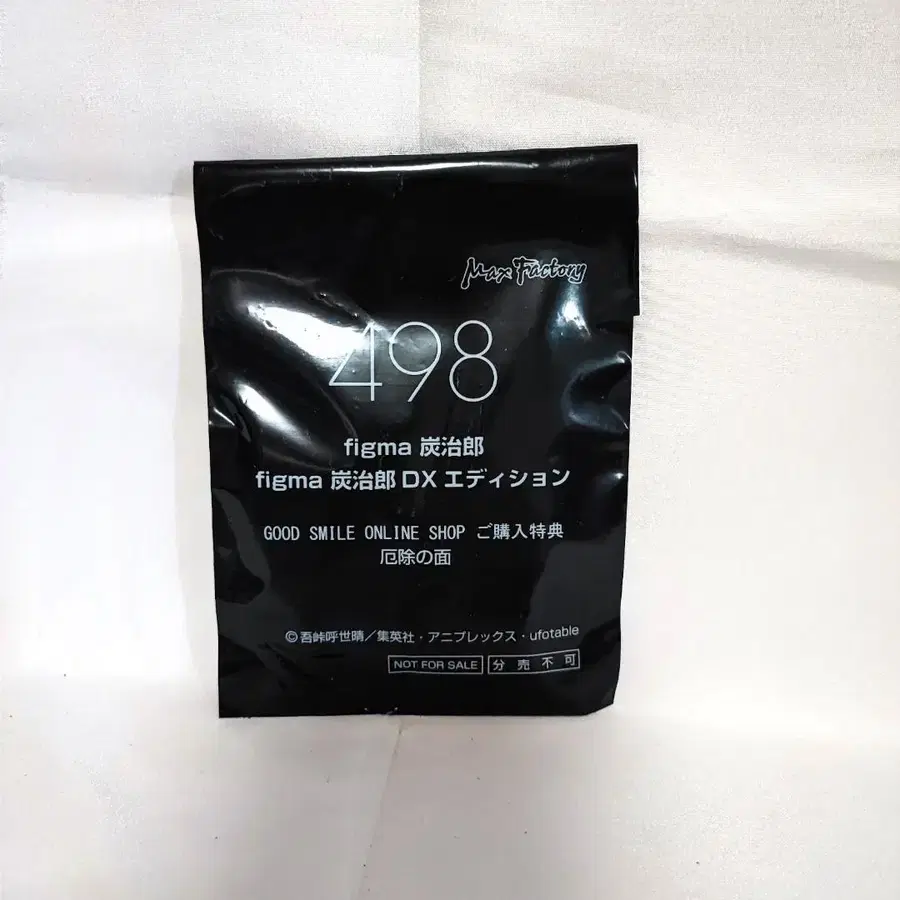 Max Factory
498
figma 炭治郎
figma 炭治郎 DX エディション
GOOD SMILE ONLINE SHOP ご購入特典
厄除の面
©吾峠呼世晴／集英社・アニプレックス・ufotable
NOT FOR SALE 分売不可